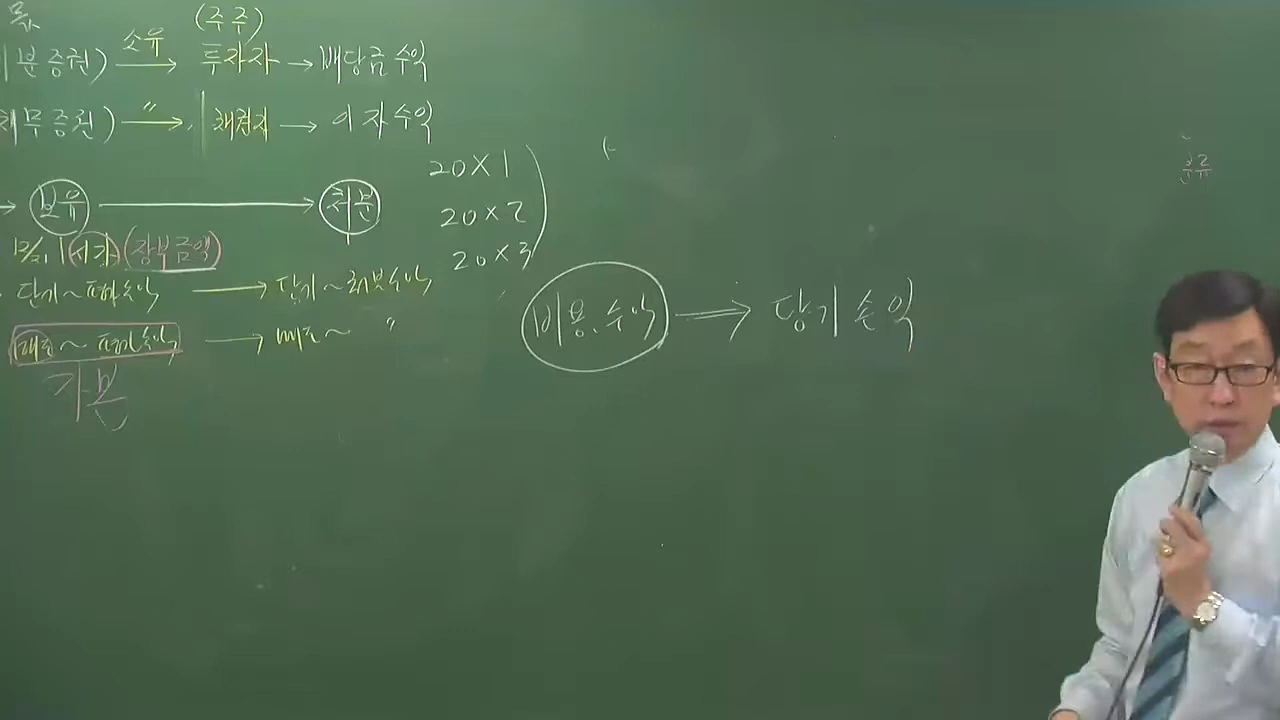 (주주)
분증권) 소유 → 투자자 → 배당금수익
채무증권) 〃 → 채권자 → 이자수익
→ 보유 → 처분
12/31 시가 (장부금액)
단기~평가손익 → 단기~처분손익
매도~평가손익 → 매도~ 〃
자본
20×1
20×2
20×3
비용.수익 ⇒ 당기손익